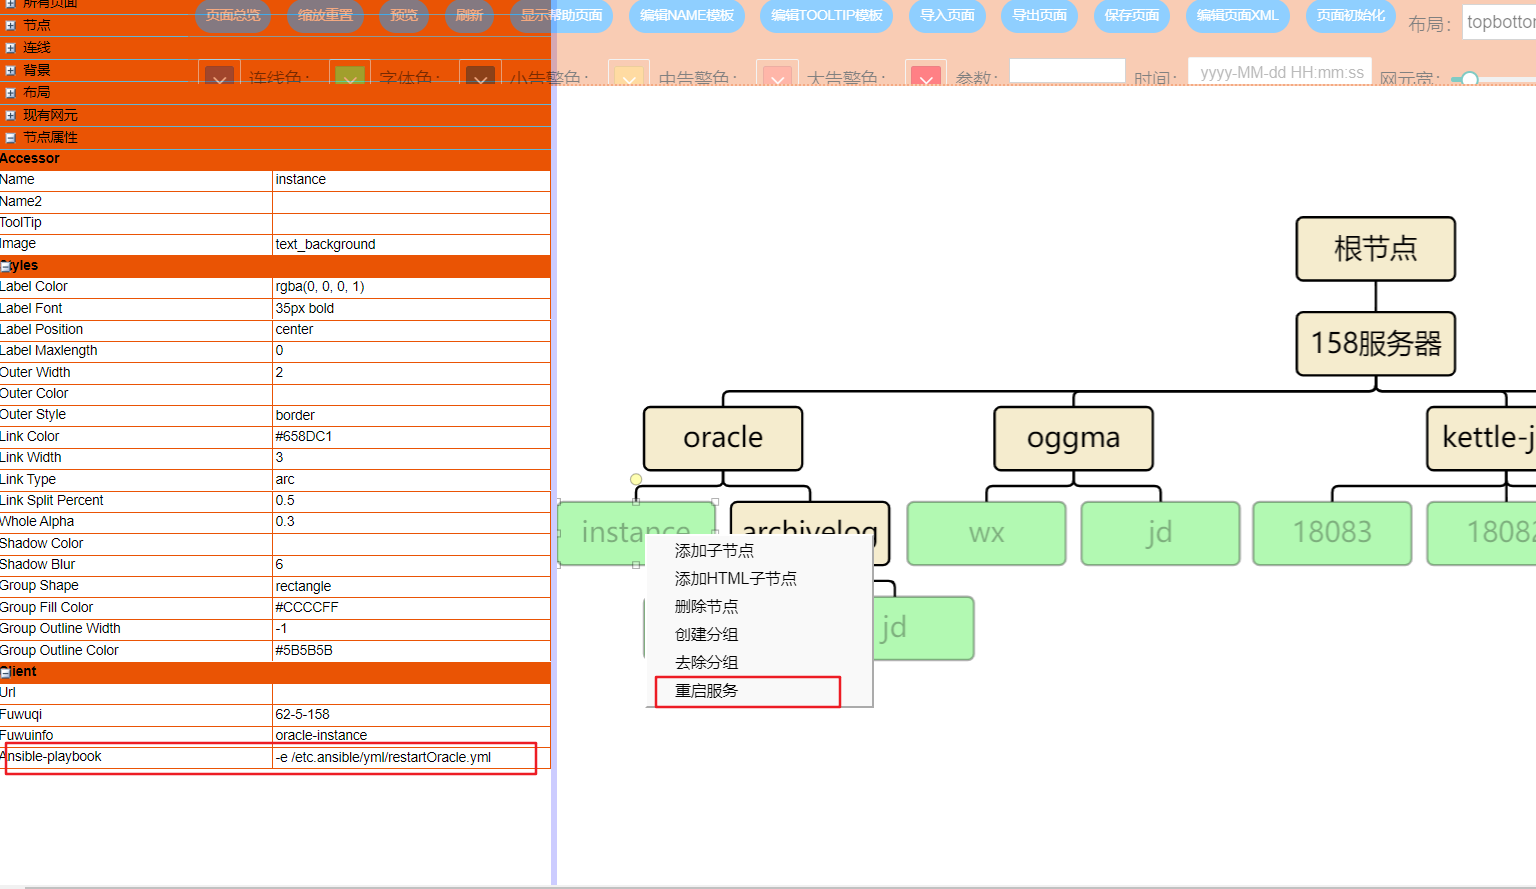 所有页面
节点
连线
背景
布局
现有网元
节点属性
Accessor
Name instance
Name2
ToolTip
Image text_background
Styles
Label Color rgba(0, 0, 0, 1)
Label Font 35px bold
Label Position center
Label Maxlength 0
Outer Width 2
Outer Color
Outer Style border
Link Color #658DC1
Link Width 3
Link Type arc
Link Split Percent 0.5
Whole Alpha 0.3
Shadow Color
Shadow Blur 6
Group Shape rectangle
Group Fill Color #CCCCFF
Group Outline Width -1
Group Outline Color #5B5B5B
Client
Url
Fuwuqi 62-5-158
Fuwuinfo oracle-instance
Ansible-playbook -e /etc.ansible/yml/restartOracle.yml
页面总览 缩放重置 预览 刷新 显示帮助页面 编辑NAME模板 编辑TOOLTIP模板 导入页面 导出页面 保存页面 编辑页面XML 页面初始化 布局: topbottom
连线色: 字体色: 小告警色: 中告警色: 大告警色: 参数: 时间: yyyy-MM-dd HH:mm:ss 网元宽:
根节点
158服务器
oracle oggma kettle-j
instance archivelog wx jd 18083 18082
jd
添加子节点
添加HTML子节点
删除节点
创建分组
去除分组
重启服务